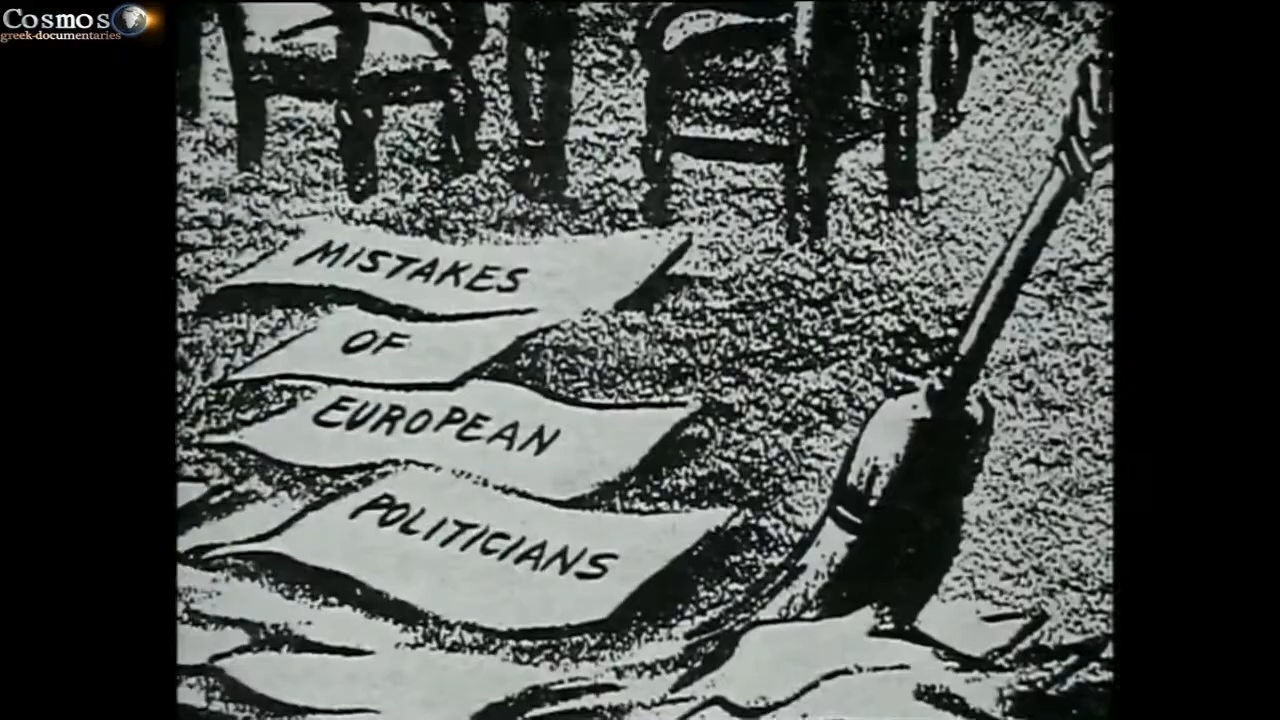 Cosmos
greek-documentaries
MISTAKES
OF
EUROPEAN
POLITICIANS